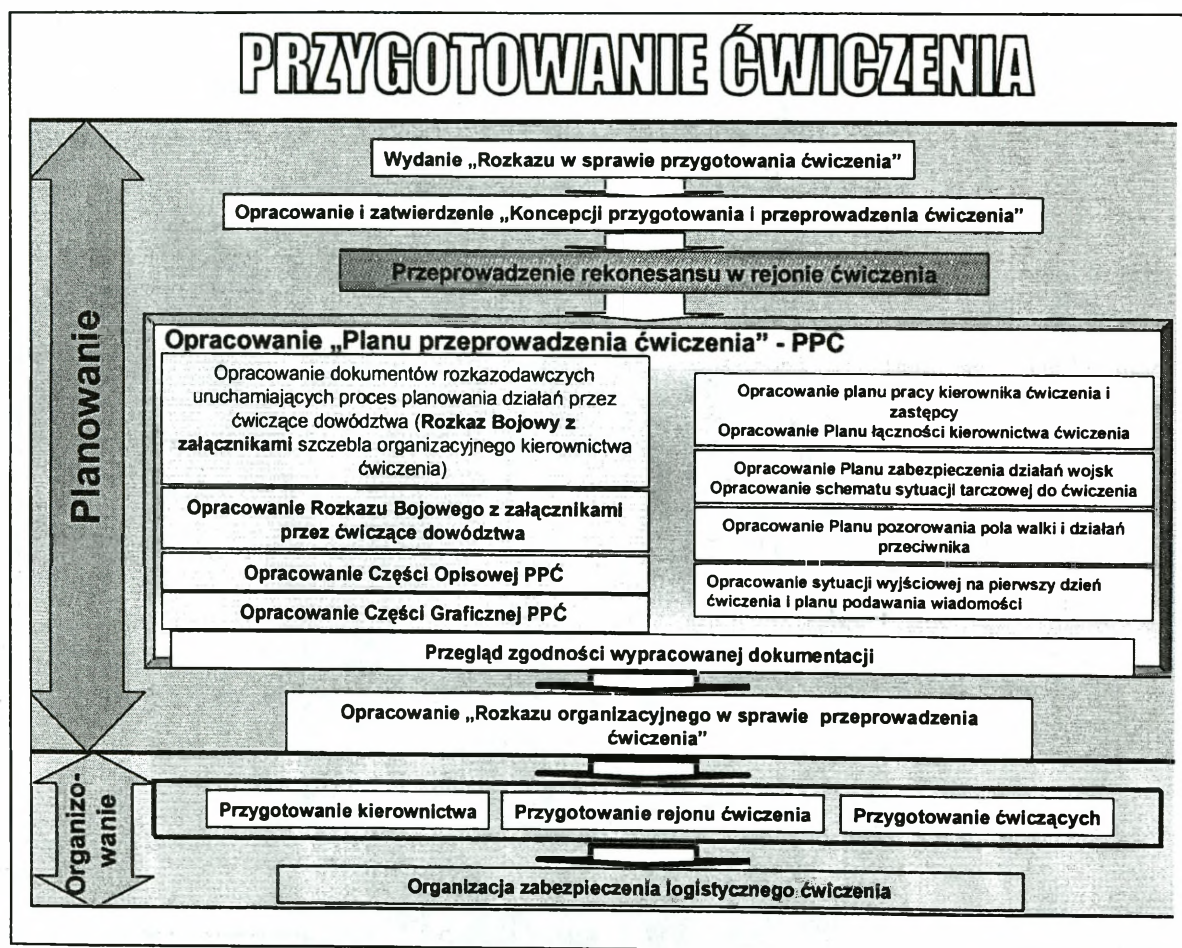 PRZYGOTOWANIE ĆWICZENIA
Planowanie
Wydanie „Rozkazu w sprawie przygotowania ćwiczenia”
Opracowanie i zatwierdzenie „Koncepcji przygotowania i przeprowadzenia ćwiczenia”
Przeprowadzenie rekonesansu w rejonie ćwiczenia
Opracowanie „Planu przeprowadzenia ćwiczenia” - PPC
Opracowanie dokumentów rozkazodawczych
uruchamiających proces planowania działań przez
ćwiczące dowództwa (Rozkaz Bojowy z
załącznikami szczebla organizacyjnego kierownictwa
ćwiczenia)
Opracowanie Rozkazu Bojowego z załącznikami
przez ćwiczące dowództwa
Opracowanie Części Opisowej PPĆ
Opracowanie Części Graficznej PPĆ
Opracowanie planu pracy kierownika ćwiczenia i
zastępcy
Opracowanie Planu łączności kierownictwa ćwiczenia
Opracowanie Planu zabezpieczenia działań wojsk
Opracowanie schematu sytuacji tarczowej do ćwiczenia
Opracowanie Planu pozorowania pola walki i działań
przeciwnika
Opracowanie sytuacji wyjściowej na pierwszy dzień
ćwiczenia i planu podawania wiadomości
Przegląd zgodności wypracowanej dokumentacji
Opracowanie „Rozkazu organizacyjnego w sprawie przeprowadzenia
ćwiczenia”
Organizo-
wanie
Przygotowanie kierownictwa
Przygotowanie rejonu ćwiczenia
Przygotowanie ćwiczących
Organizacja zabezpieczenia logistycznego ćwiczenia